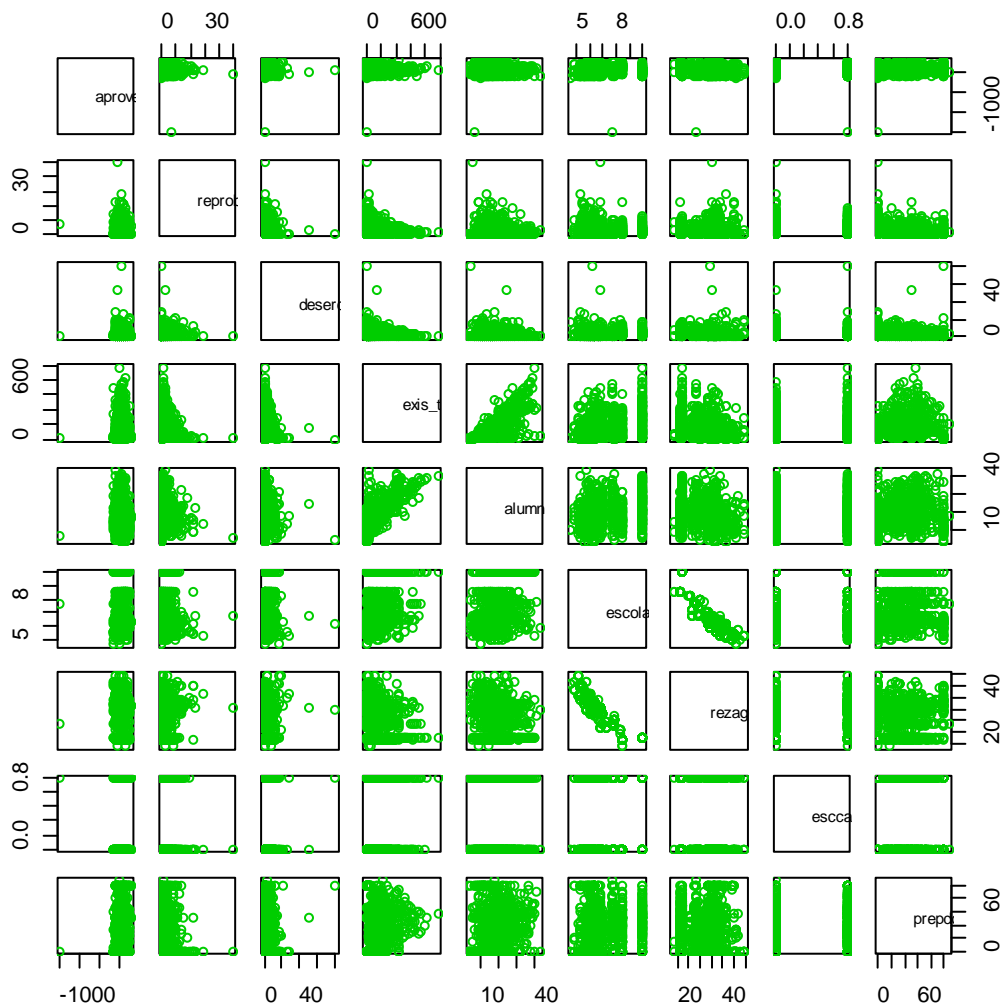 0 30 0 600 5 8 0.0 0.8
aprove -1000
0 30 reprob
deserc 0 40
0 600 exis_t
alumn 10 40
5 8 escola
rezag 20 40
0.0 0.8 escca
prepo 0 60
-1000 0 40 10 40 20 40 0 60